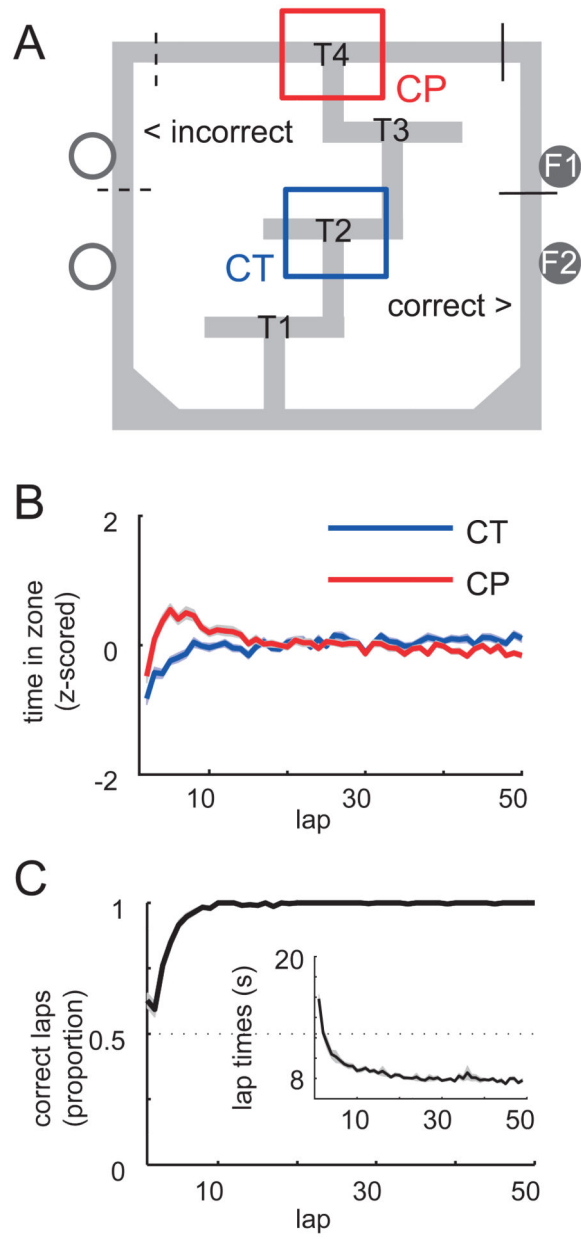 A
T4
CP
T3
< incorrect
F1
T2
CT
F2
correct >
T1
B
2
CT
CP
0
time in zone
(z-scored)
-2
10
30
50
lap
C
1
20
lap times (s)
correct laps
(proportion)
0.5
8
10
30
50
0
10
30
50
lap